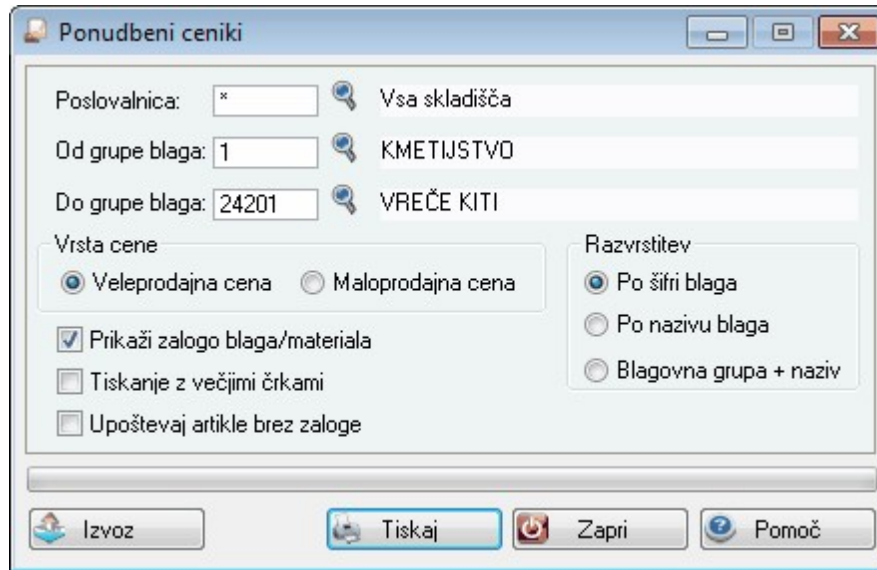 Ponudbeni ceniki
Poslovalnica: * Vsa skladišča
Od grupe blaga: 1 KMETIJSTVO
Do grupe blaga: 24201 VREČE KITI
Vrsta cene
Veleprodajna cena Maloprodajna cena
Prikaži zalogo blaga/materiala
Tiskanje z večjimi črkami
Upoštevaj artikle brez zaloge
Razvrstitev
Po šifri blaga
Po nazivu blaga
Blagovna grupa + naziv
Izvoz Tiskaj Zapri Pomoč